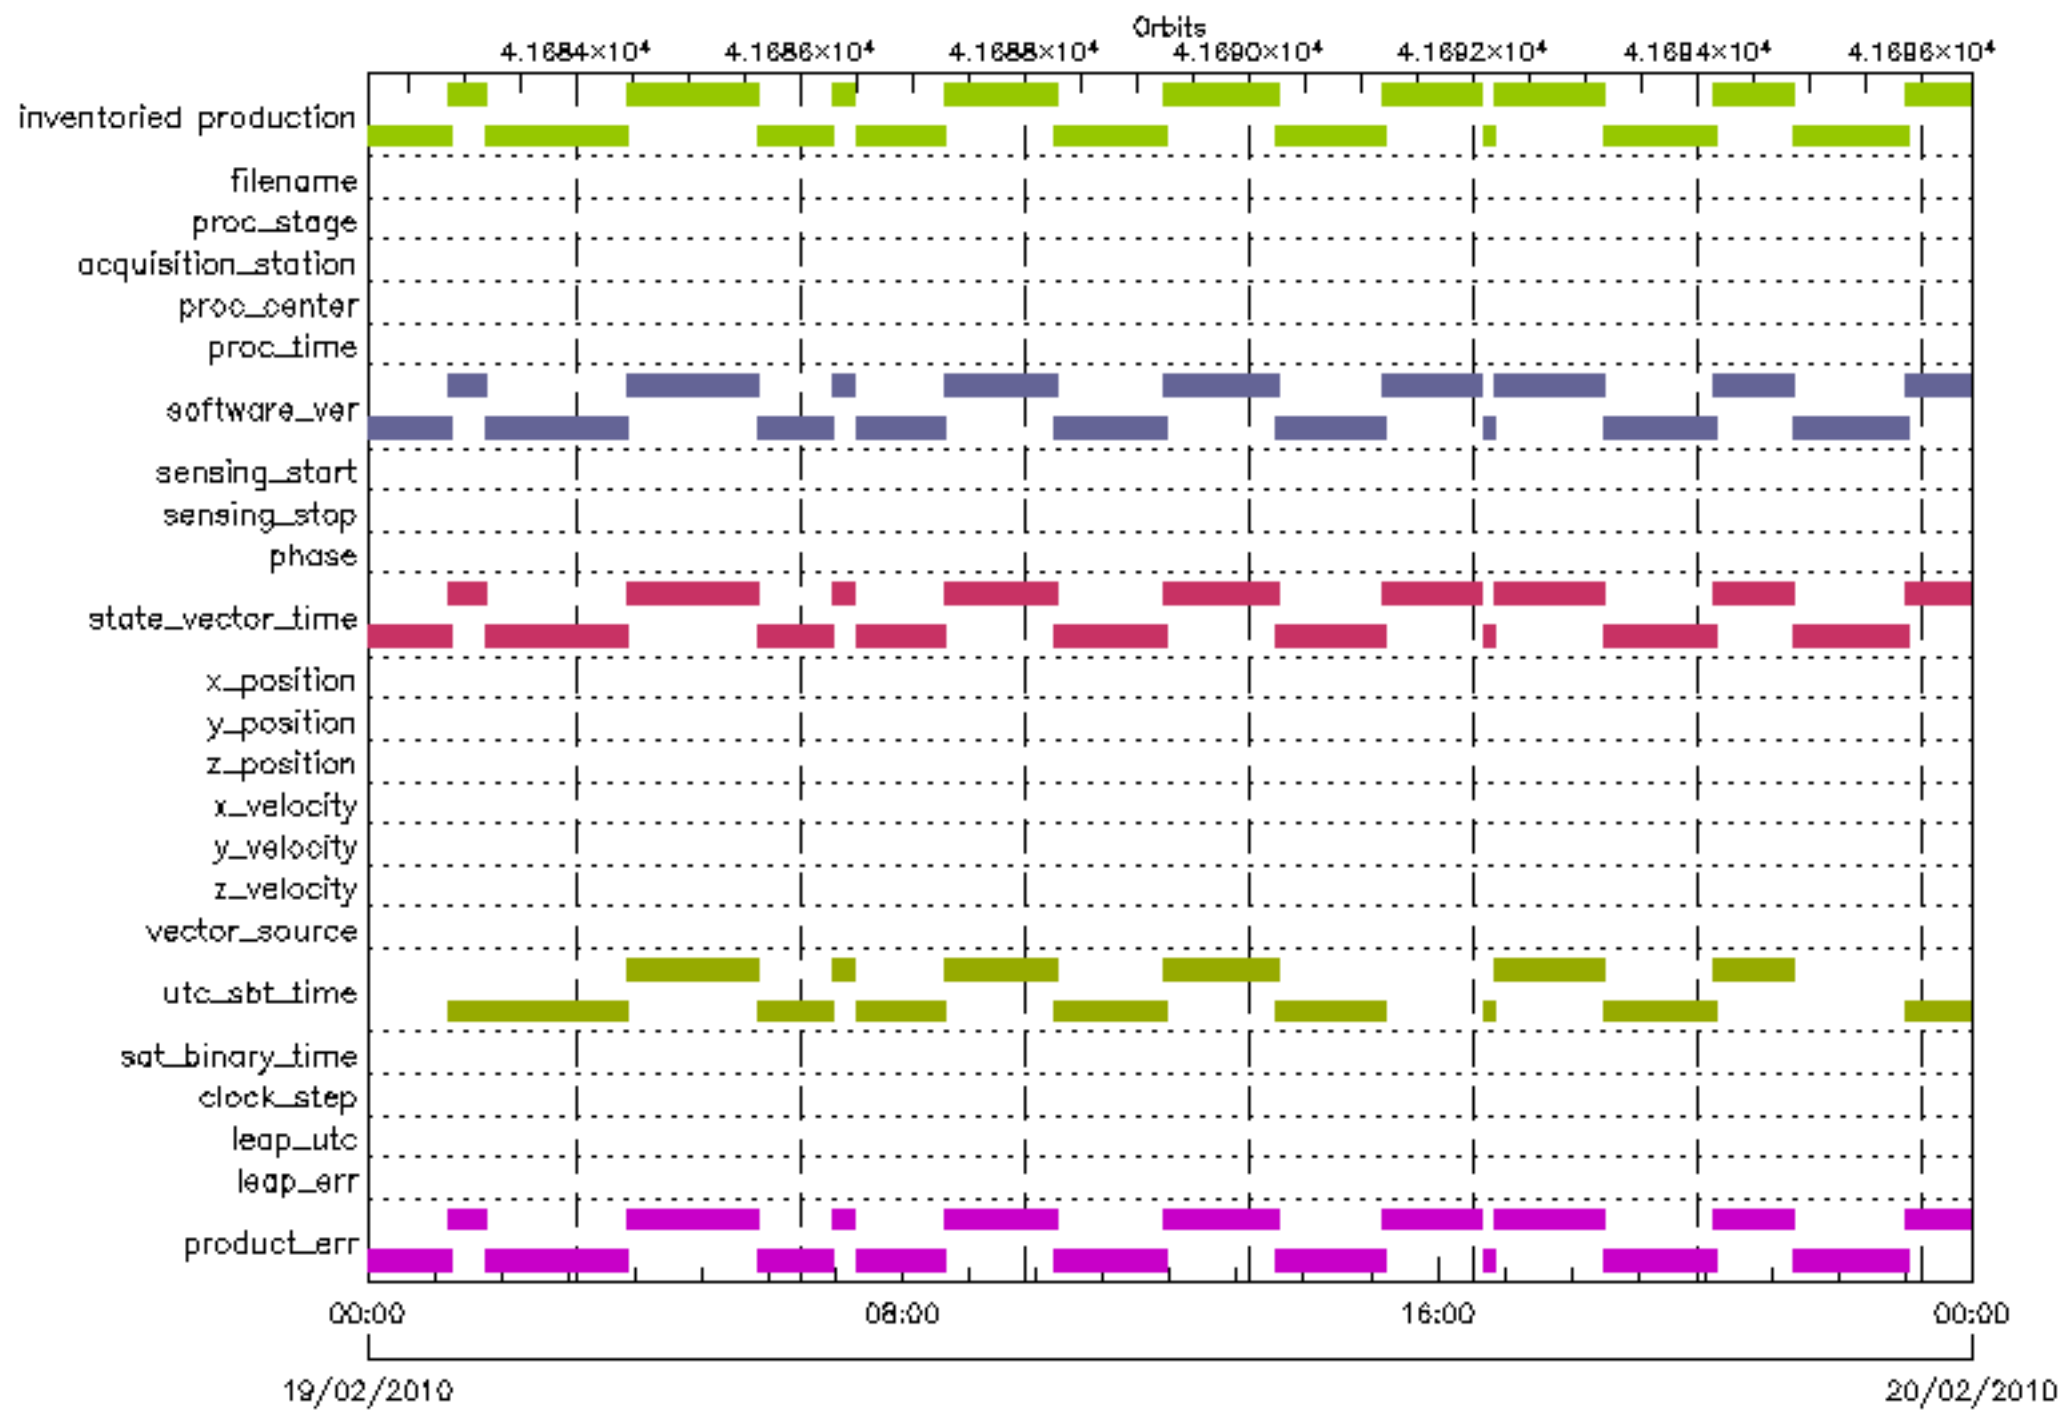 Orbits
4.1684×10⁴ 4.1686×10⁴ 4.1688×10⁴ 4.1690×10⁴ 4.1692×10⁴ 4.1694×10⁴ 4.1696×10⁴
inventoried production
filename
proc_stage
acquisition_station
proc_center
proc_time
software_ver
sensing_start
sensing_stop
phase
state_vector_time
x_position
y_position
z_position
x_velocity
y_velocity
z_velocity
vector_source
utc_sbt_time
sat_binary_time
clock_step
leap_utc
leap_err
product_err
00:00 08:00 16:00 00:00
19/02/2010 20/02/2010